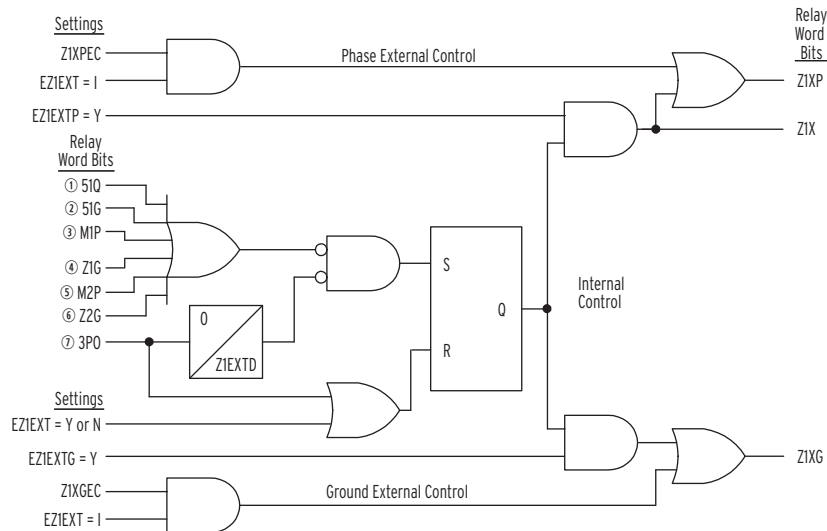 Settings
Z1XPEC
EZ1EXT = I
Phase External Control
Relay
Word
Bits
Z1XP
EZ1EXTP = Y
Z1X
Relay
Word Bits
① 51Q
② 51G
③ M1P
④ Z1G
⑤ M2P
⑥ Z2G
⑦ 3PO
0
Z1EXTD
S
R
Q
Internal
Control
Settings
EZ1EXT = Y or N
EZ1EXTG = Y
Z1XGEC
EZ1EXT = I
Ground External Control
Z1XG